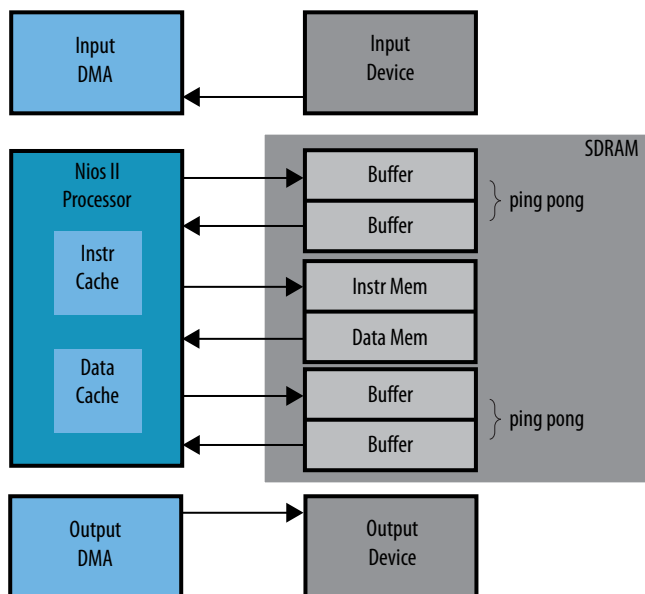 Input
DMA
Input
Device
SDRAM
Nios II
Processor
Instr
Cache
Data
Cache
Buffer
Buffer
ping pong
Instr Mem
Data Mem
Buffer
Buffer
ping pong
Output
DMA
Output
Device